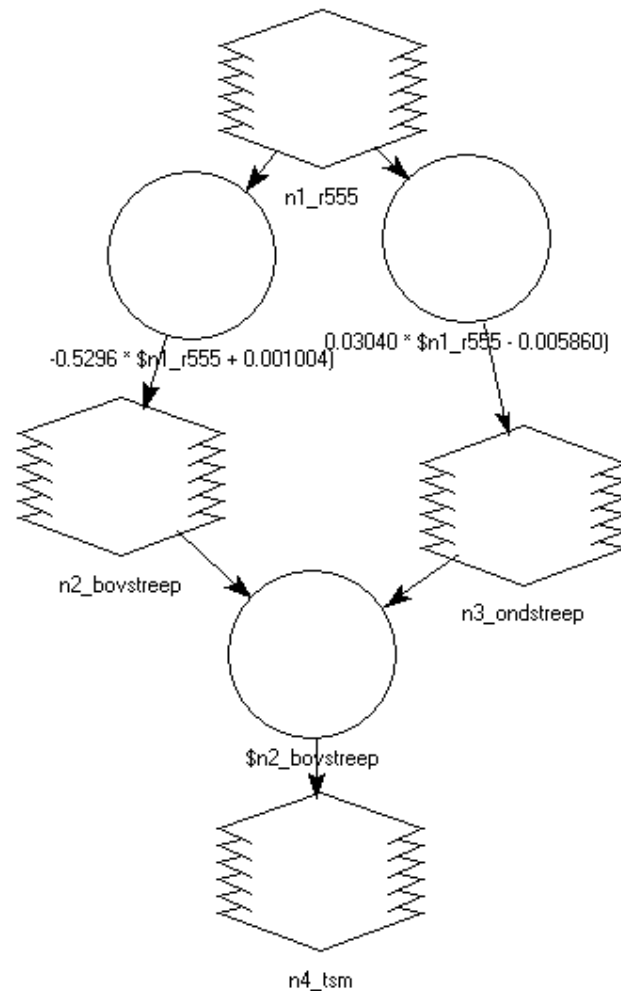 n1_r555
-0.5296 * $n1_r555 + 0.001004)
0.03040 * $n1_r555 - 0.005860)
n2_bovstreep
n3_ondstreep
$n2_bovstreep
n4_tsm